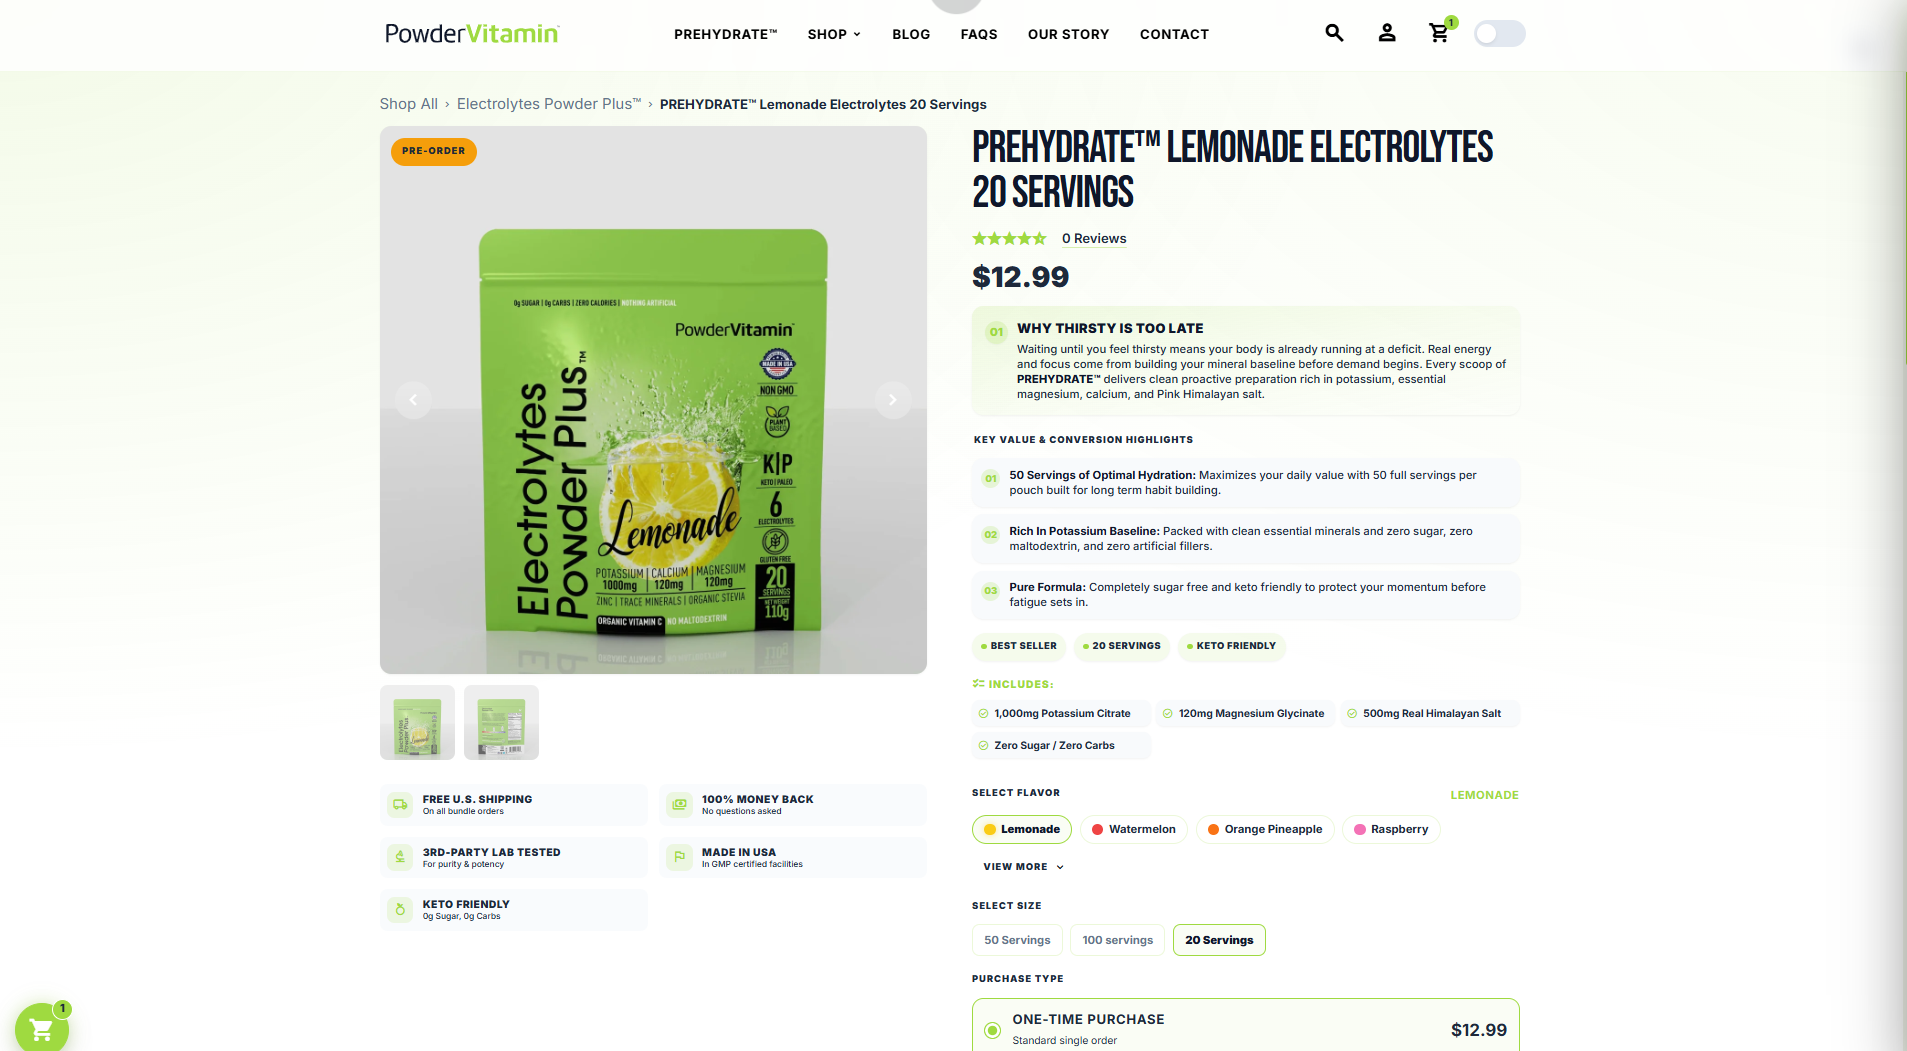 PowderVitamin
PREHYDRATE™
SHOP
BLOG
FAQS
OUR STORY
CONTACT
1
Shop All › Electrolytes Powder Plus™ › PREHYDRATE™ Lemonade Electrolytes 20 Servings
PRE-ORDER
0g SUGAR | 0g CARBS | ZERO CALORIES | NOTHING ARTIFICIAL
PowderVitamin™
MADE IN USA
NON GMO
PLANT BASED
K|P
KETO | PALEO
6
ELECTROLYTES
GLUTEN FREE
20
SERVINGS
NET WEIGHT
110g
Electrolytes
Powder Plus™
Lemonade
POTASSIUM | CALCIUM | MAGNESIUM
1000mg 120mg 120mg
ZINC | TRACE MINERALS | ORGANIC STEVIA
ORGANIC VITAMIN C NO MALTODEXTRIN
FREE U.S. SHIPPING
On all bundle orders
100% MONEY BACK
No questions asked
3RD-PARTY LAB TESTED
For purity & potency
MADE IN USA
In GMP certified facilities
KETO FRIENDLY
0g Sugar, 0g Carbs
PREHYDRATE™ LEMONADE ELECTROLYTES
20 SERVINGS
0 Reviews
$12.99
01
WHY THIRSTY IS TOO LATE
Waiting until you feel thirsty means your body is already running at a deficit. Real energy
and focus come from building your mineral baseline before demand begins. Every scoop of
PREHYDRATE™ delivers clean proactive preparation rich in potassium, essential
magnesium, calcium, and Pink Himalayan salt.
KEY VALUE & CONVERSION HIGHLIGHTS
01
50 Servings of Optimal Hydration: Maximizes your daily value with 50 full servings per
pouch built for long term habit building.
02
Rich In Potassium Baseline: Packed with clean essential minerals and zero sugar, zero
maltodextrin, and zero artificial fillers.
03
Pure Formula: Completely sugar free and keto friendly to protect your momentum before
fatigue sets in.
BEST SELLER
20 SERVINGS
KETO FRIENDLY
INCLUDES:
1,000mg Potassium Citrate
120mg Magnesium Glycinate
500mg Real Himalayan Salt
Zero Sugar / Zero Carbs
SELECT FLAVOR
LEMONADE
Lemonade
Watermelon
Orange Pineapple
Raspberry
VIEW MORE
SELECT SIZE
50 Servings
100 servings
20 Servings
PURCHASE TYPE
ONE-TIME PURCHASE
Standard single order
$12.99
1